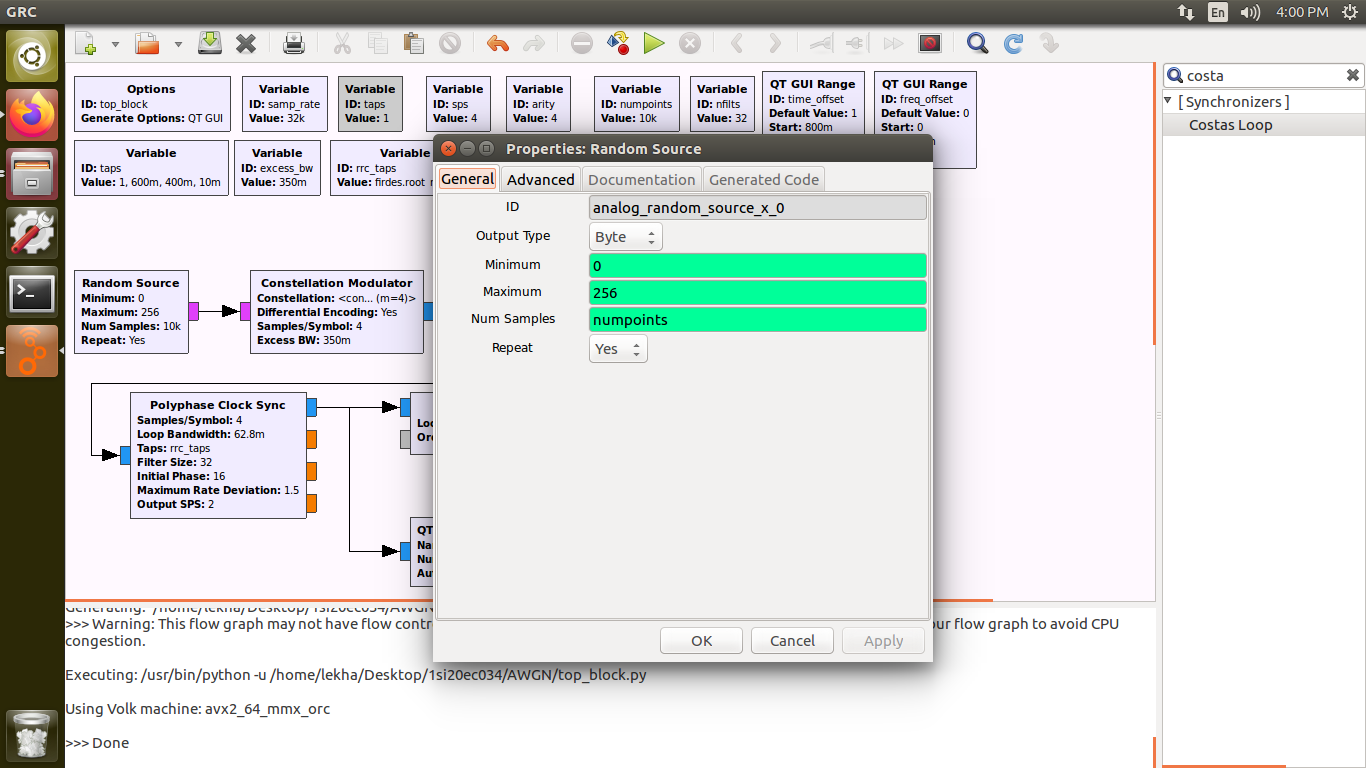 GRC
En
4:00 PM
costa
[ Synchronizers ]
Costas Loop
Options
ID: top_block
Generate Options: QT GUI
Variable
ID: samp_rate
Value: 32k
Variable
ID: taps
Value: 1
Variable
ID: sps
Value: 4
Variable
ID: arity
Value: 4
Variable
ID: numpoints
Value: 10k
Variable
ID: nfilts
Value: 32
QT GUI Range
ID: time_offset
Default Value: 1
Start: 800m
QT GUI Range
ID: freq_offset
Default Value: 0
Start: 0
Variable
ID: taps
Value: 1, 600m, 400m, 10m
Variable
ID: excess_bw
Value: 350m
Variable
ID: rrc_taps
Value: firdes.root
Properties: Random Source
General
Advanced
Documentation
Generated Code
ID
analog_random_source_x_0
Output Type
Byte
Minimum
0
Maximum
256
Num Samples
numpoints
Repeat
Yes
OK
Cancel
Apply
Random Source
Minimum: 0
Maximum: 256
Num Samples: 10k
Repeat: Yes
Constellation Modulator
Constellation: <con... (m=4)>
Differential Encoding: Yes
Samples/Symbol: 4
Excess BW: 350m
Polyphase Clock Sync
Samples/Symbol: 4
Loop Bandwidth: 62.8m
Taps: rrc_taps
Filter Size: 32
Initial Phase: 16
Maximum Rate Deviation: 1.5
Output SPS: 2
QT
Generating: /home/lekha/Desktop/1si20ec034/AWGN
>>> Warning: This flow graph may not have flow contr
ur flow graph to avoid CPU
congestion.
Executing: /usr/bin/python -u /home/lekha/Desktop/1si20ec034/AWGN/top_block.py
Using Volk machine: avx2_64_mmx_orc
>>> Done